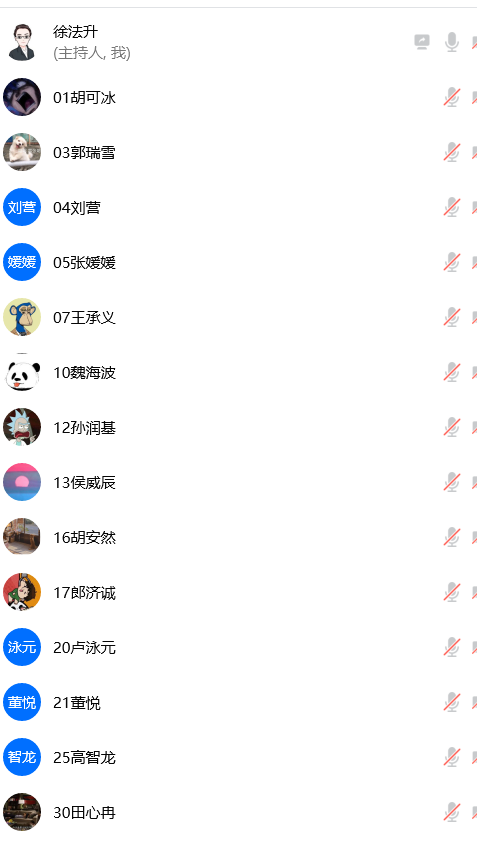 徐法升
(主持人, 我)
01胡可冰
03郭瑞雪
刘营
04刘营
媛媛
05张媛媛
07王承义
10魏海波
12孙润基
13侯威辰
16胡安然
17郎济诚
泳元
20卢泳元
董悦
21董悦
智龙
25高智龙
30田心冉